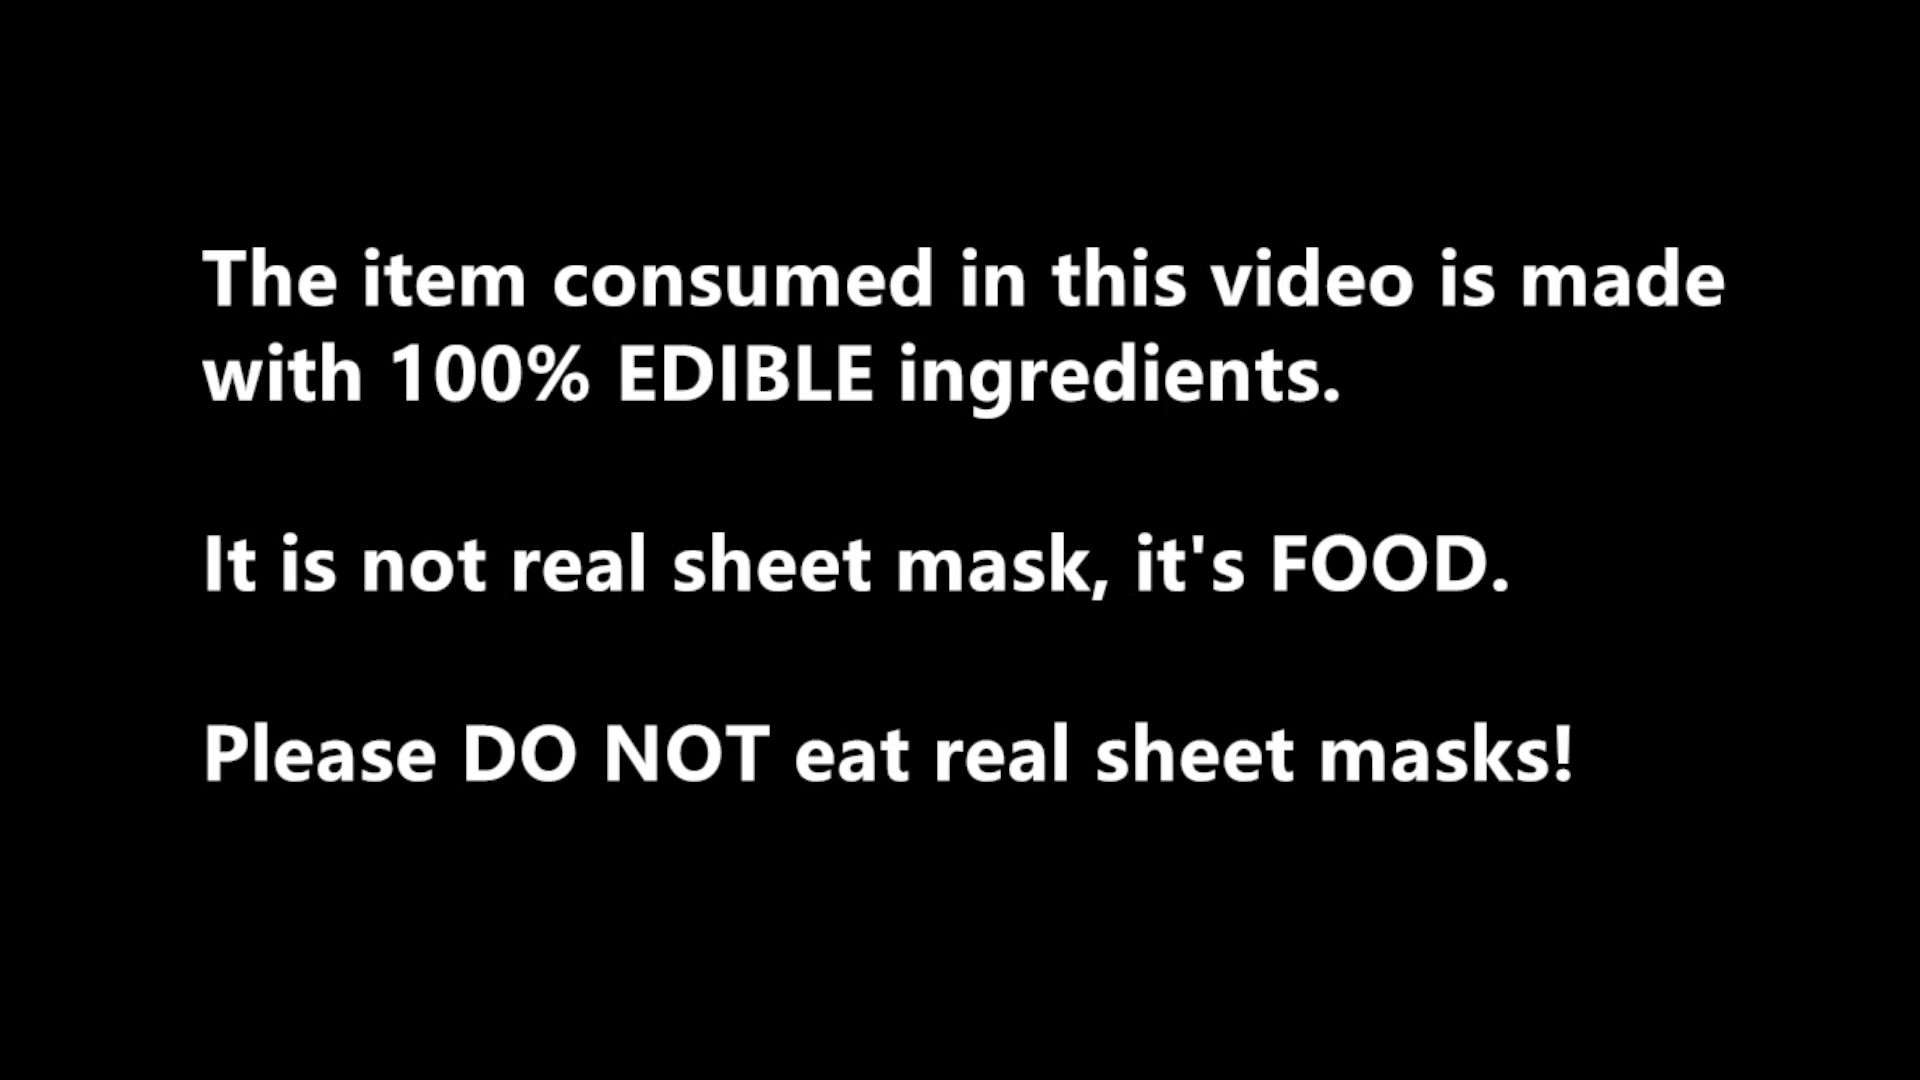 The item consumed in this video is made
with 100% EDIBLE ingredients.
It is not real sheet mask, it's FOOD.
Please DO NOT eat real sheet masks!